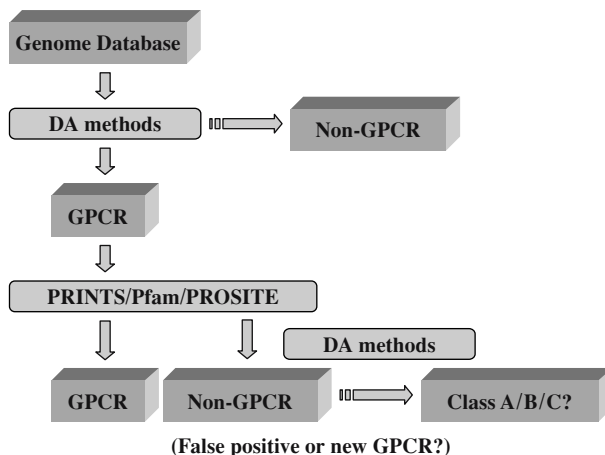 Genome Database
DA methods
Non-GPCR
GPCR
PRINTS/Pfam/PROSITE
DA methods
GPCR
Non-GPCR
Class A/B/C?
(False positive or new GPCR?)